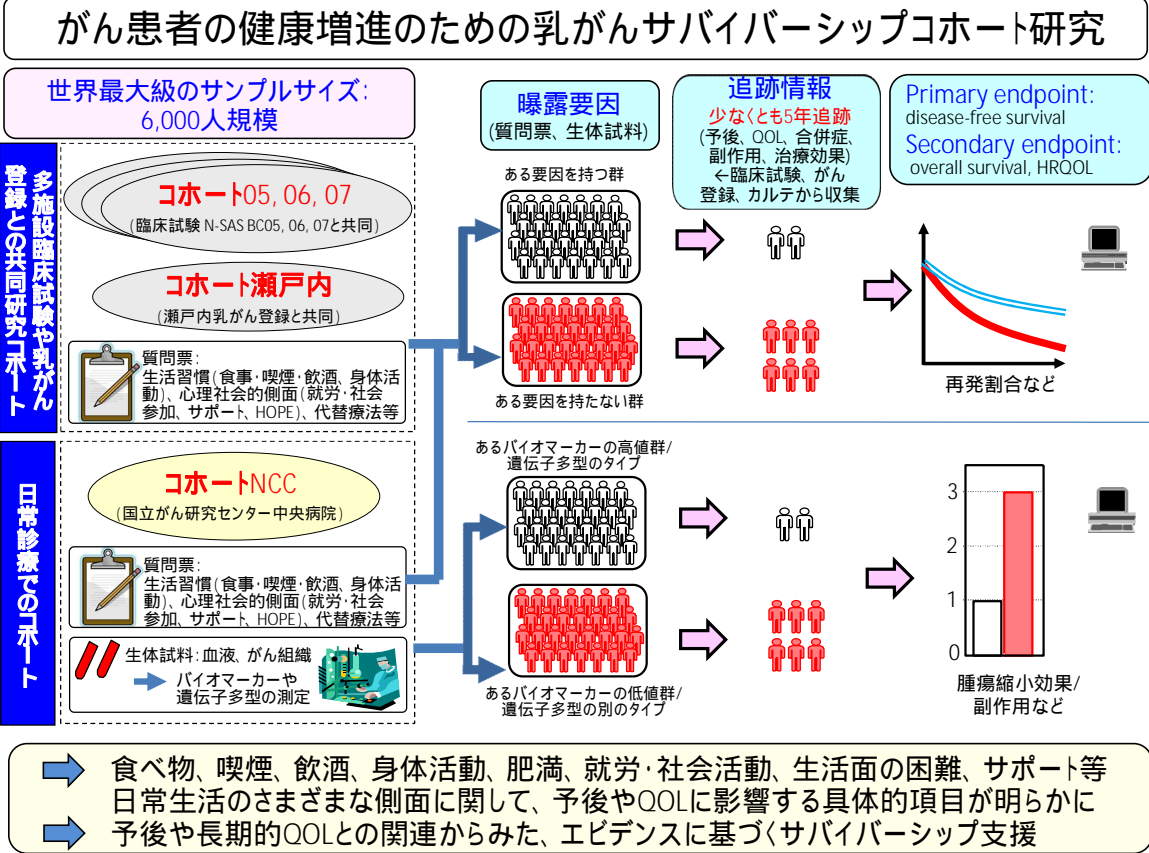 がん患者の健康増進のための乳がんサバイバーシップコホート研究
世界最大級のサンプルサイズ:
6,000人規模
多施設臨床試験や乳がん
登録との共同研究コホート
コホート05, 06, 07
(臨床試験 N-SAS BC05, 06, 07と共同)
コホート瀬戸内
(瀬戸内乳がん登録と共同)
質問票:
生活習慣(食事・喫煙・飲酒、身体活
動)、心理社会的側面(就労・社会
参加、サポート、HOPE)、代替療法等
日常診療でのコホート
コホートNCC
(国立がん研究センター中央病院)
質問票:
生活習慣(食事・喫煙・飲酒、身体活
動)、心理社会的側面(就労・社会
参加、サポート、HOPE)、代替療法等
生体試料:血液、がん組織
バイオマーカーや
遺伝子多型の測定
曝露要因
(質問票、生体試料)
ある要因を持つ群
ある要因を持たない群
追跡情報
少なくとも5年追跡
(予後、QOL、合併症、
副作用、治療効果)
←臨床試験、がん
登録、カルテから収集
Primary endpoint:
disease-free survival
Secondary endpoint:
overall survival, HRQOL
再発割合など
あるバイオマーカーの高値群/
遺伝子多型のタイプ
あるバイオマーカーの低値群/
遺伝子多型の別のタイプ
3
2
1
0
腫瘍縮小効果/
副作用など
食べ物、喫煙、飲酒、身体活動、肥満、就労・社会活動、生活面の困難、サポート等
日常生活のさまざまな側面に関して、予後やQOLに影響する具体的項目が明らかに
予後や長期的QOLとの関連からみた、エビデンスに基づくサバイバーシップ支援